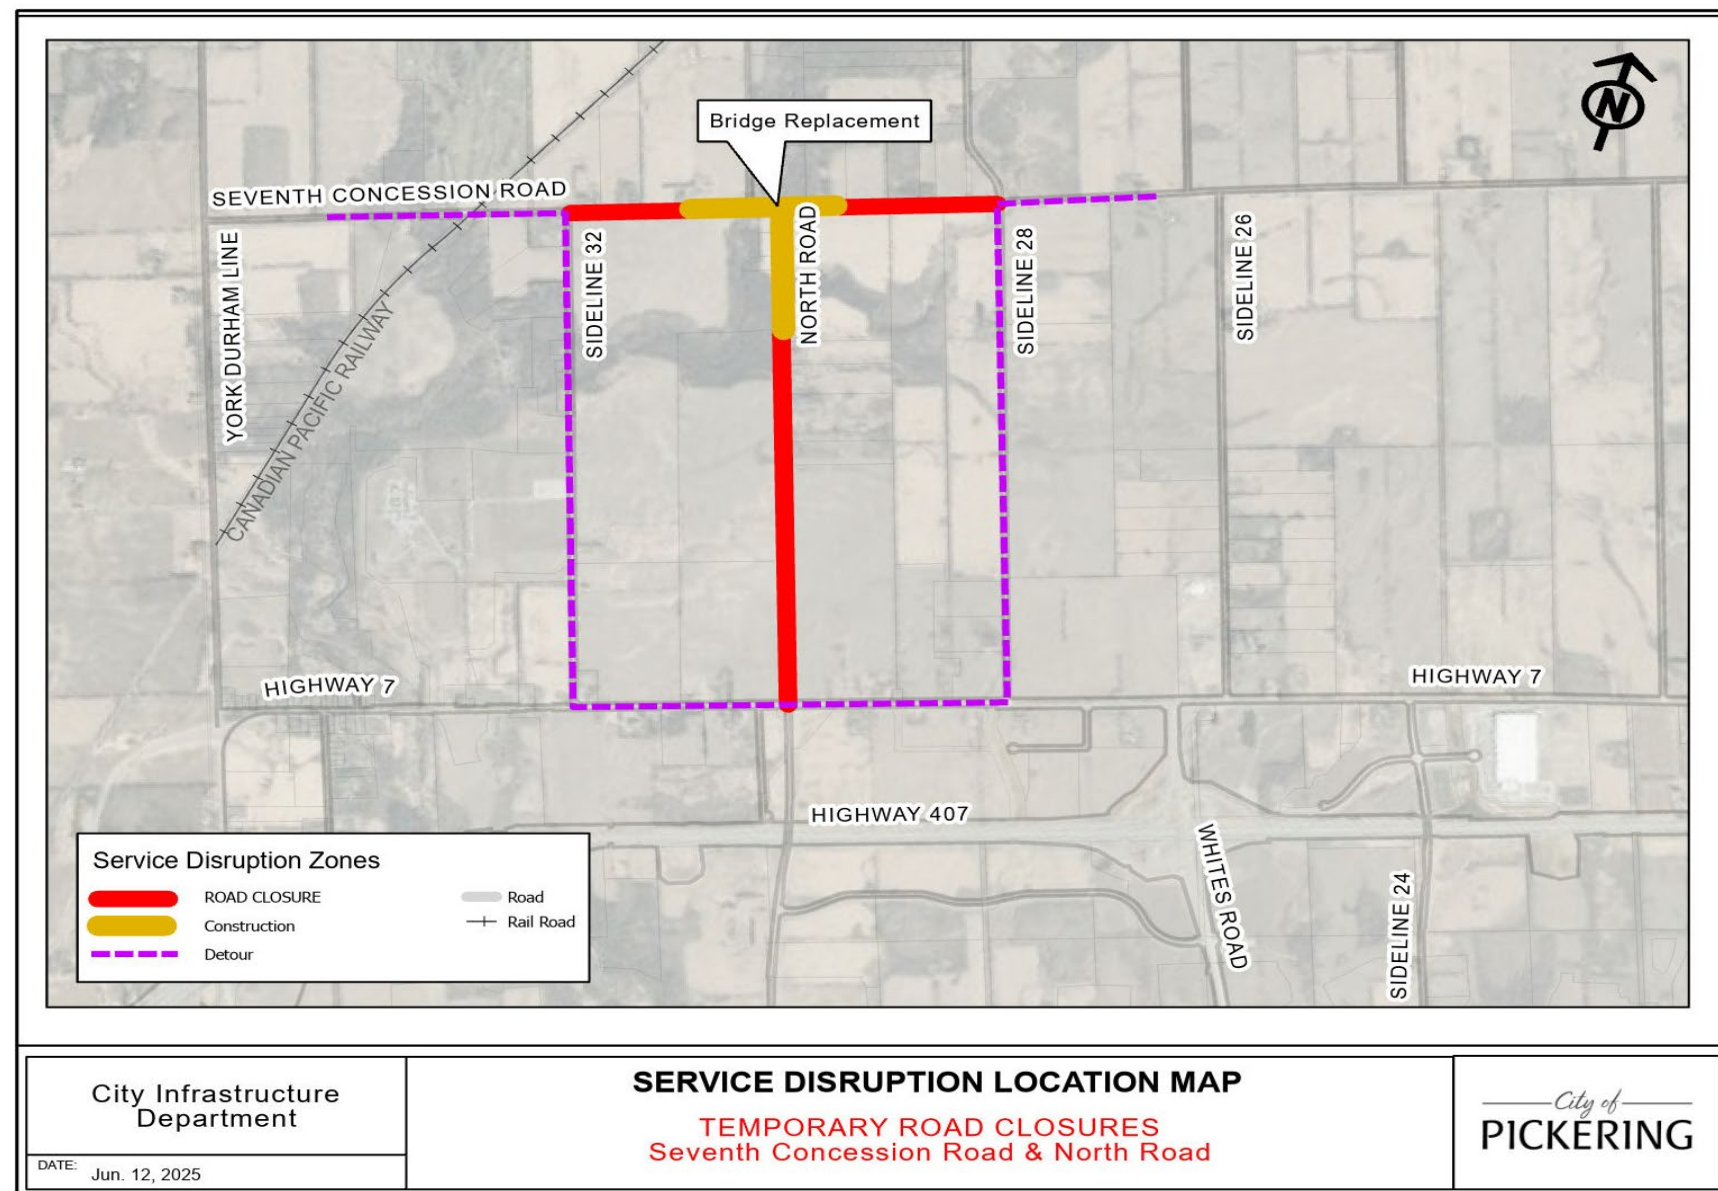 N
Bridge Replacement
SEVENTH CONCESSION ROAD
YORK DURHAM LINE
CANADIAN PACIFIC RAILWAY
SIDELINE 32
NORTH ROAD
SIDELINE 28
SIDELINE 26
HIGHWAY 7
HIGHWAY 7
HIGHWAY 407
WHITES ROAD
SIDELINE 24
Service Disruption Zones
ROAD CLOSURE
Construction
Detour
Road
Rail Road
City Infrastructure
Department
DATE: Jun. 12, 2025
SERVICE DISRUPTION LOCATION MAP
TEMPORARY ROAD CLOSURES
Seventh Concession Road & North Road
City of
PICKERING